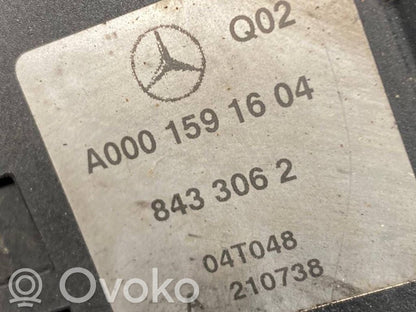 Q02
A000 159 16 04
843 306 2
04T048
A 210738
Ovoko